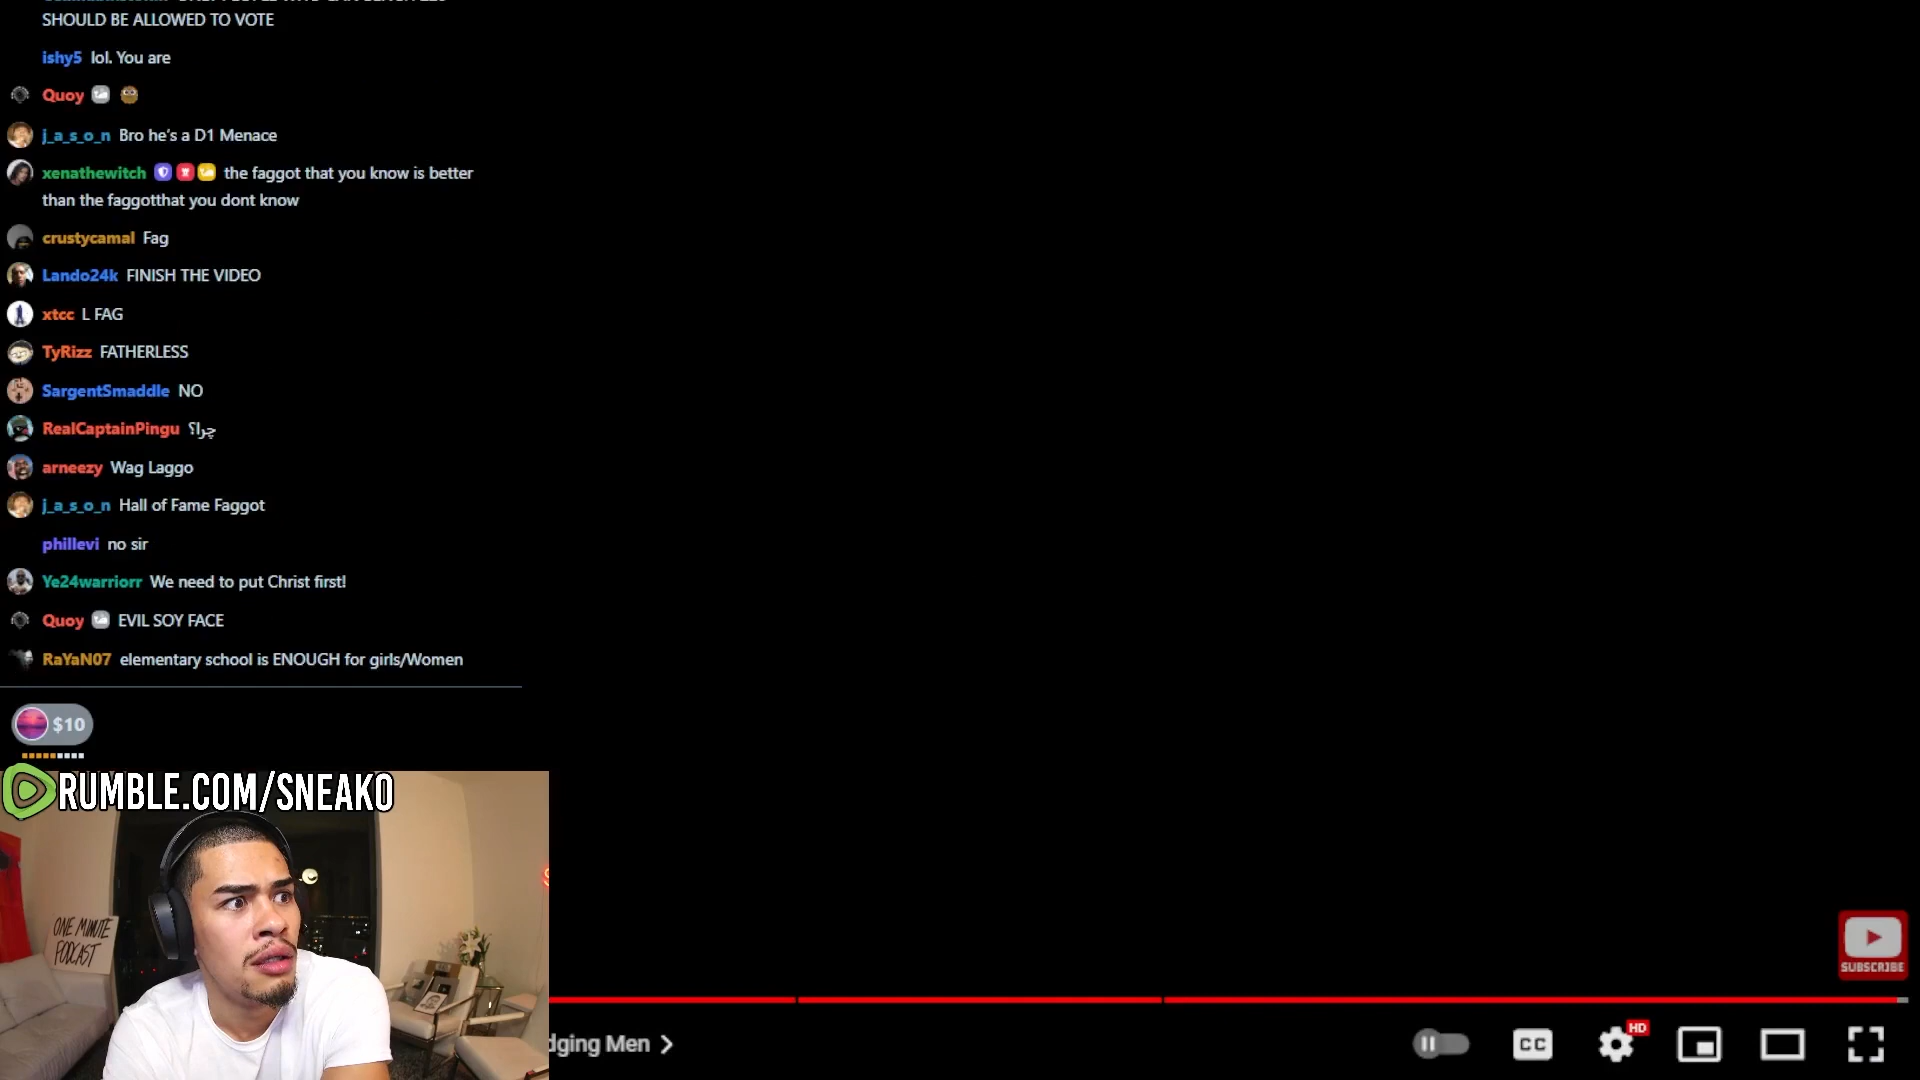 SHOULD BE ALLOWED TO VOTE
ishy5 lol. You are
Quoy
j_a_s_o_n Bro he's a D1 Menace
xenathewitch the faggot that you know is better
than the faggotthat you dont know
crustycamal Fag
Lando24k FINISH THE VIDEO
xtcc L FAG
TyRizz FATHERLESS
SargentSmaddle NO
RealCaptainPingu چرا؟
arneezy Wag Laggo
j_a_s_o_n Hall of Fame Faggot
phillevi no sir
Ye24warriorr We need to put Christ first!
Quoy EVIL SOY FACE
RaYaN07 elementary school is ENOUGH for girls/Women
$10
RUMBLE.COM/SNEAKO
ONE MINUTE
PODCAST
SUBSCRIBE
dging Men
CC
HD